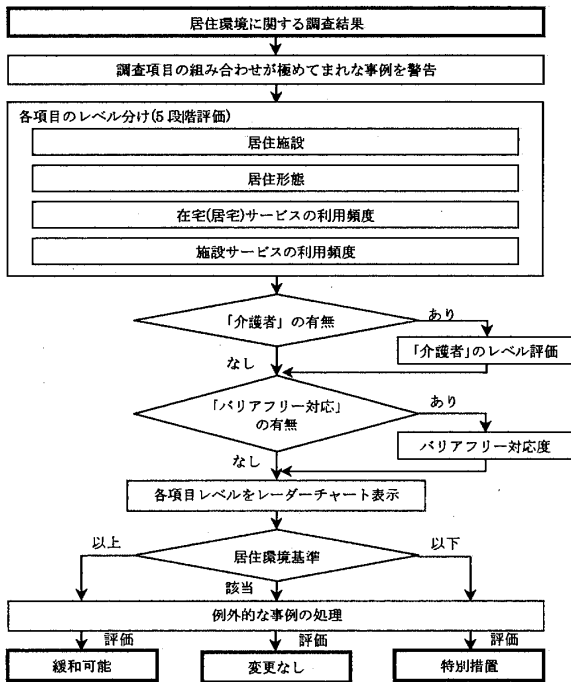 居住環境に関する調査結果
調査項目の組み合わせが極めてまれな事例を警告
各項目のレベル分け(5段階評価)
居住施設
居住形態
在宅(居宅)サービスの利用頻度
施設サービスの利用頻度
「介護者」の有無
あり
「介護者」のレベル評価
なし
「バリアフリー対応」
の有無
あり
バリアフリー対応度
なし
各項目レベルをレーダーチャート表示
以上
居住環境基準
以下
該当
例外的な事例の処理
評価
評価
評価
緩和可能
変更なし
特別措置